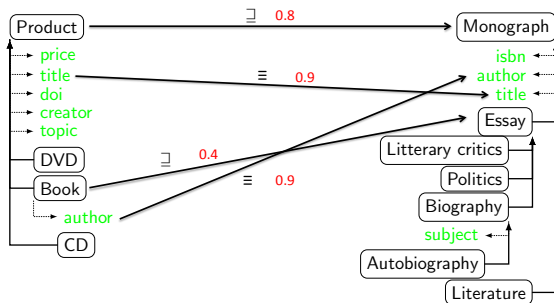 ⊒ 0.8
Product
Monograph
price
isbn
title
author
≡ 0.9
doi
title
creator
Essay
topic
Litterary critics
DVD
⊒ 0.4
Politics
Book
≡ 0.9
Biography
author
subject
CD
Autobiography
Literature